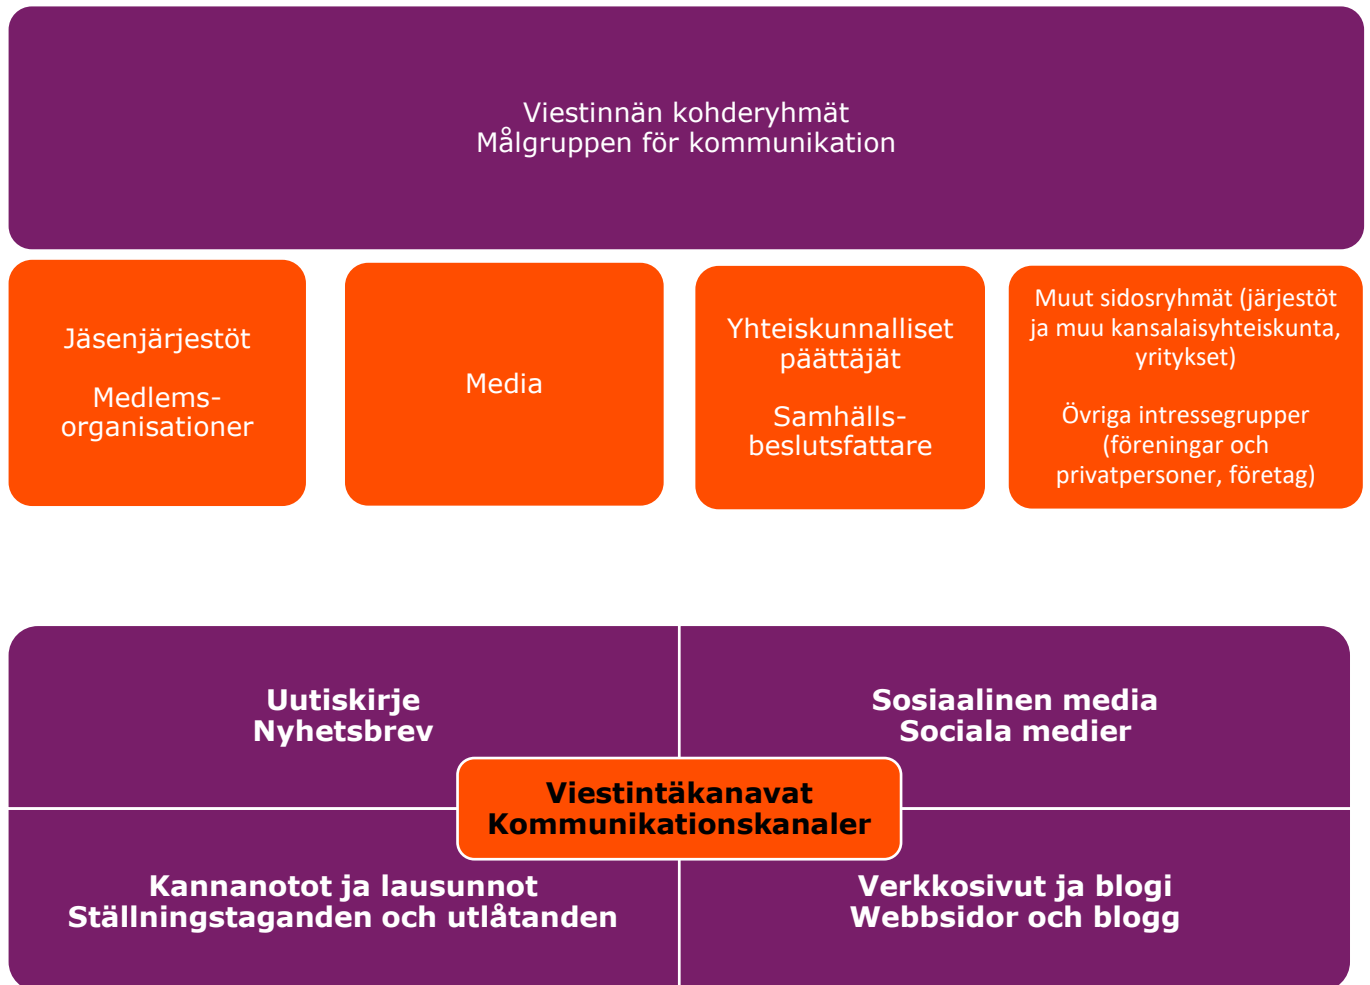 Viestinnän kohderyhmät
Målgruppen för kommunikation
Jäsenjärjestöt
Medlems-
organisationer
Media
Yhteiskunnalliset
päättäjät
Samhälls-
beslutsfattare
Muut sidosryhmät (järjestöt
ja muu kansalaisyhteiskunta,
yritykset)
Övriga intressegrupper
(föreningar och
privatpersoner, företag)
Uutiskirje
Nyhetsbrev
Sosiaalinen media
Sociala medier
Viestintäkanavat
Kommunikationskanaler
Kannanotot ja lausunnot
Ställningstaganden och utlåtanden
Verkkosivut ja blogi
Webbsidor och blogg